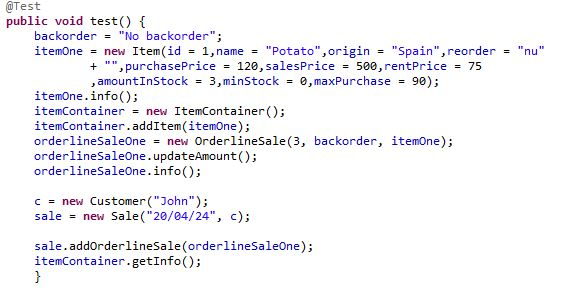 @Test
public void test() {
backorder = "No backorder";
itemOne = new Item(id = 1,name = "Potato",origin = "Spain",reorder = "nu"
+ "",purchasePrice = 120,salesPrice = 500,rentPrice = 75
,amountInStock = 3,minStock = 0,maxPurchase = 90);
itemOne.info();
itemContainer = new ItemContainer();
itemContainer.addItem(itemOne);
orderlineSaleOne = new OrderlineSale(3, backorder, itemOne);
orderlineSaleOne.updateAmount();
orderlineSaleOne.info();
c = new Customer("John");
sale = new Sale("20/04/24", c);
sale.addOrderlineSale(orderlineSaleOne);
itemContainer.getInfo();
}